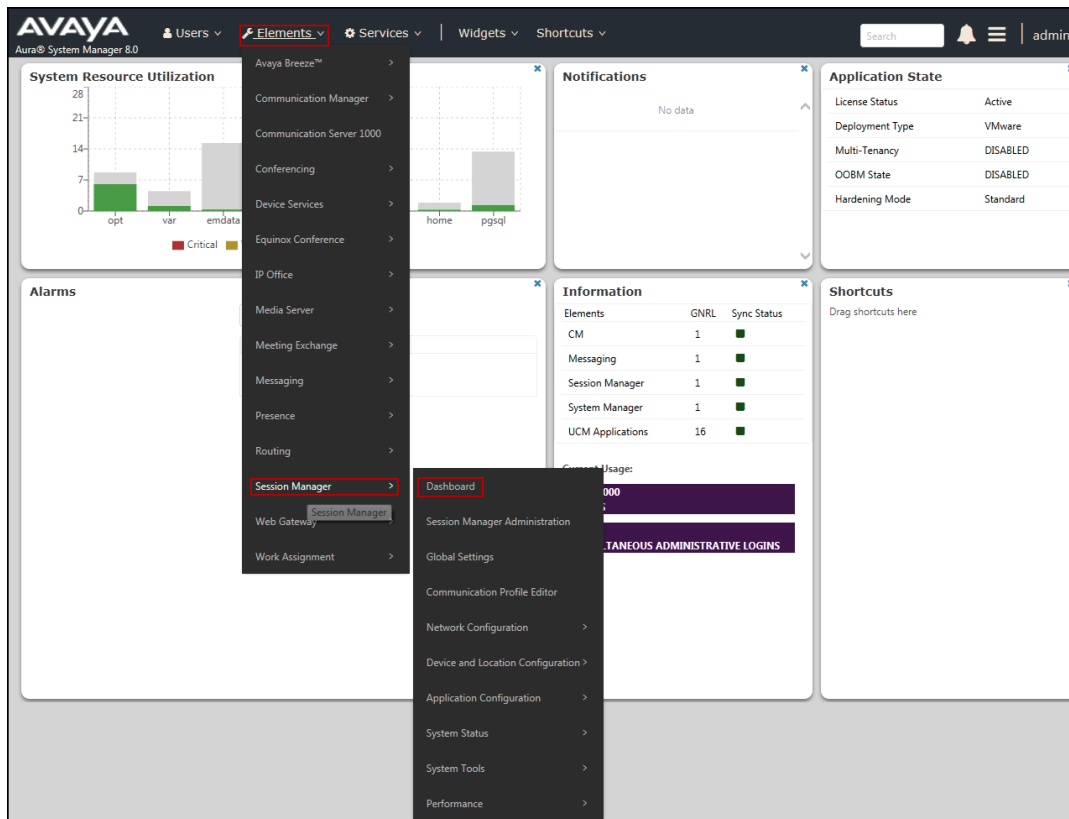 AVAYA
Aura® System Manager 8.0
Users
Elements
Services
Widgets
Shortcuts
Search
admin
System Resource Utilization
28
21
14
7
0
opt
var
emdata
home
pgsql
Critical
Notifications
No data
Application State
License Status Active
Deployment Type VMware
Multi-Tenancy DISABLED
OOBM State DISABLED
Hardening Mode Standard
Avaya Breeze™ >
Communication Manager >
Communication Server 1000
Conferencing >
Device Services >
Equinox Conference >
IP Office >
Media Server >
Meeting Exchange >
Messaging >
Presence >
Routing >
Session Manager >
Session Manager
Web Gateway >
Work Assignment >
Dashboard
Session Manager Administration
Global Settings
Communication Profile Editor
Network Configuration >
Device and Location Configuration >
Application Configuration >
System Status >
System Tools >
Performance >
Alarms
Information
Elements GNRL Sync Status
CM 1
Messaging 1
Session Manager 1
System Manager 1
UCM Applications 16
Usage:
000
TANEOUS ADMINISTRATIVE LOGINS
Shortcuts
Drag shortcuts here